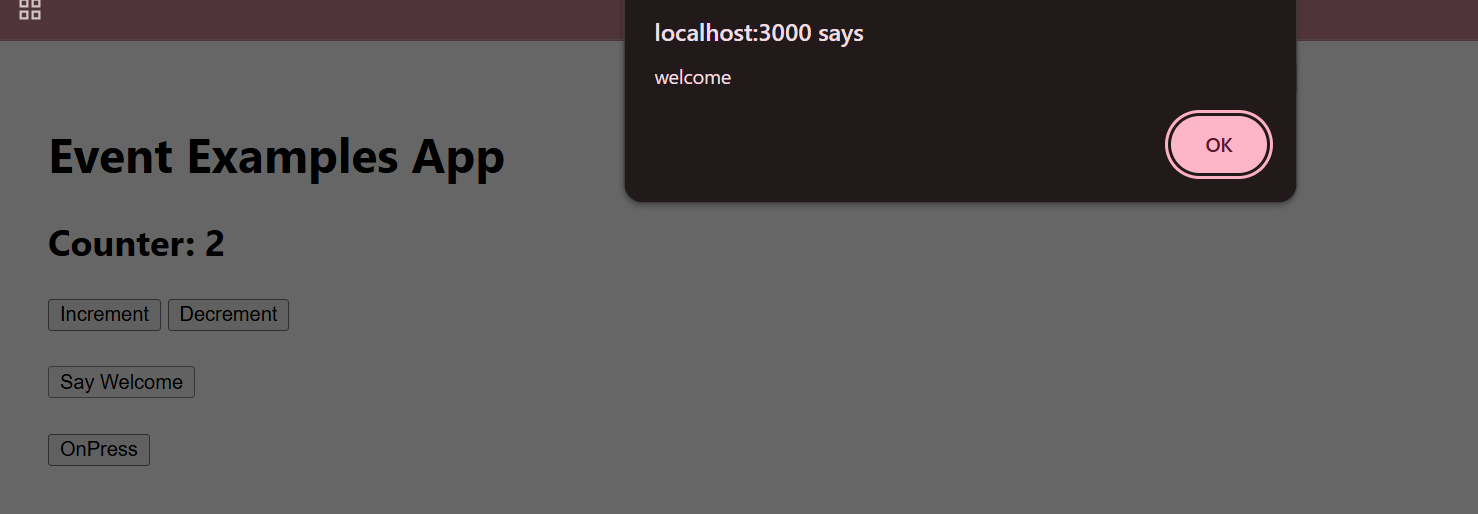 localhost:3000 says
welcome
OK
Event Examples App
Counter: 2
Increment Decrement
Say Welcome
OnPress